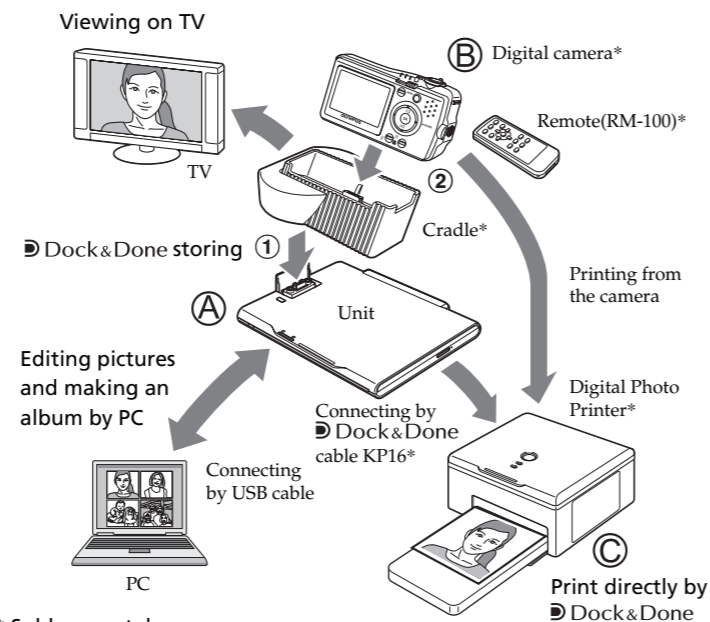 Viewing on TV
B Digital camera*
Remote(RM-100)*
TV
②
Cradle*
Dock&Done storing ①
A
Unit
Printing from
the camera
Editing pictures
and making an
album by PC
Connecting by
Dock&Done
cable KP16*
Digital Photo
Printer*
Connecting
by USB cable
PC
C
Print directly by
Dock&Done
OLYMPUS